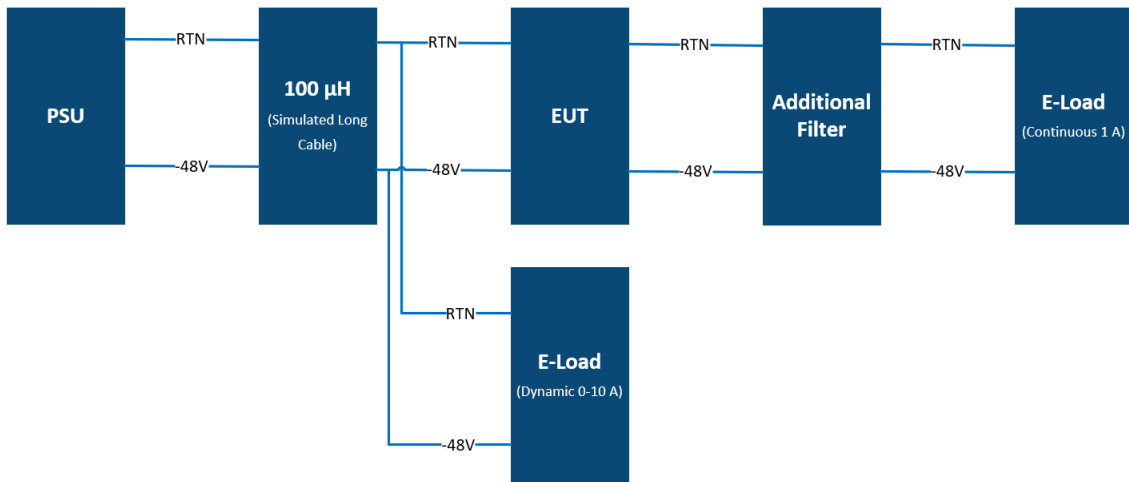 RTN
RTN
RTN
RTN
PSU
100 µH
(Simulated Long
Cable)
EUT
Additional
Filter
E-Load
(Continuous 1 A)
-48V
-48V
-48V
-48V
RTN
E-Load
(Dynamic 0-10 A)
-48V